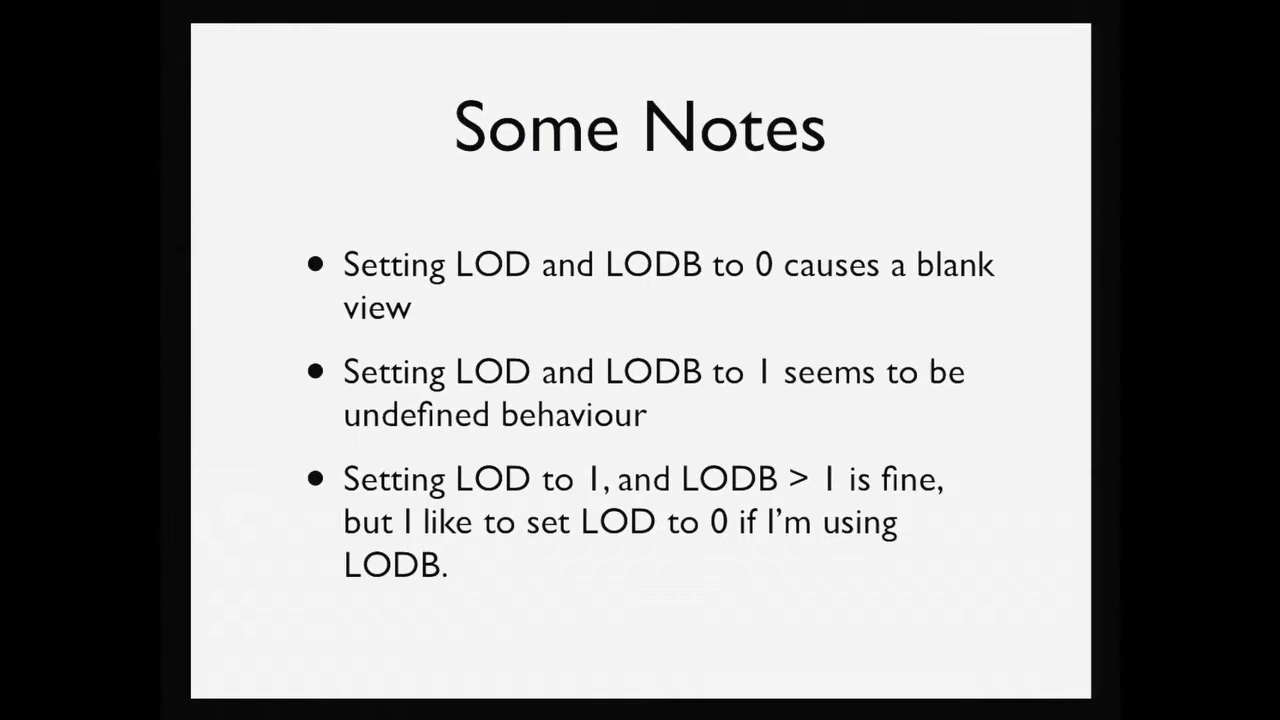 Some Notes
• Setting LOD and LODB to 0 causes a blank
view
• Setting LOD and LODB to 1 seems to be
undefined behaviour
• Setting LOD to 1, and LODB > 1 is fine,
but I like to set LOD to 0 if I'm using
LODB.